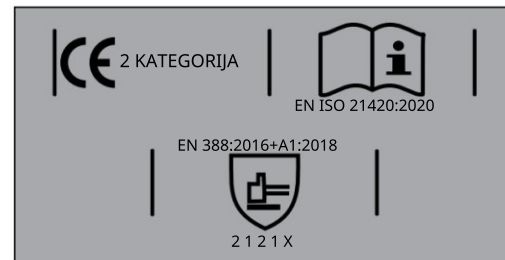 CE 2 KATEGORIJA
i
EN ISO 21420:2020
EN 388:2016+A1:2018
2 1 2 1 X